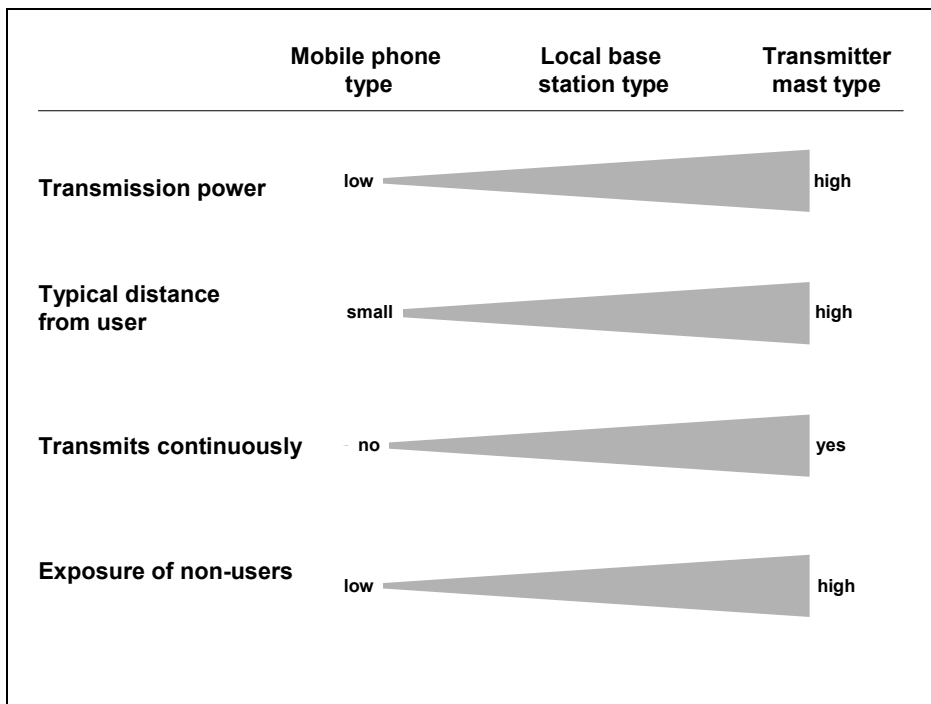 Mobile phone type
Local base station type
Transmitter mast type
Transmission power
low
high
Typical distance
from user
small
high
Transmits continuously
no
yes
Exposure of non-users
low
high